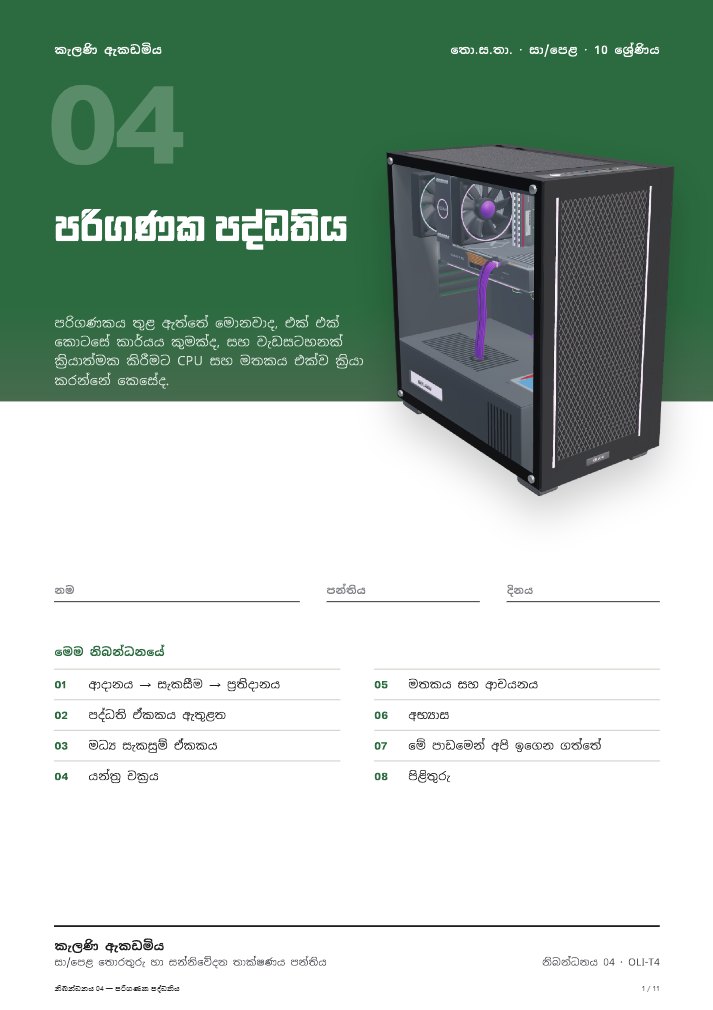 කැලණි ඇකඩමිය
තො.ස.තා. · සා/පෙළ · 10 ශ්‍රේණිය
04
පරිගණක පද්ධතිය
පරිගණකය තුළ ඇත්තේ මොනවාද, එක් එක්
කොටසේ කාර්යය කුමක්ද, සහ වැඩසටහනක්
ක්‍රියාත්මක කිරීමට CPU සහ මතකය එක්ව ක්‍රියා
කරන්නේ කෙසේද.
නම
පන්තිය
දිනය
මෙම නිබන්ධනයේ
01 ආදානය → සැකසීම → ප්‍රතිදානය
02 පද්ධති ඒකකය ඇතුළත
03 මධ්‍ය සැකසුම් ඒකකය
04 යන්ත්‍ර චක්‍රය
05 මතකය සහ ආචයනය
06 අභ්‍යාස
07 මේ පාඩමෙන් අපි ඉගෙන ගත්තේ
08 පිළිතුරු
කැලණි ඇකඩමිය
සා/පෙළ තොරතුරු හා සන්නිවේදන තාක්ෂණය පන්තිය
නිබන්ධනය 04 · OLI-T4
නිබන්ධනය 04 — පරිගණක පද්ධතිය
1 / 11